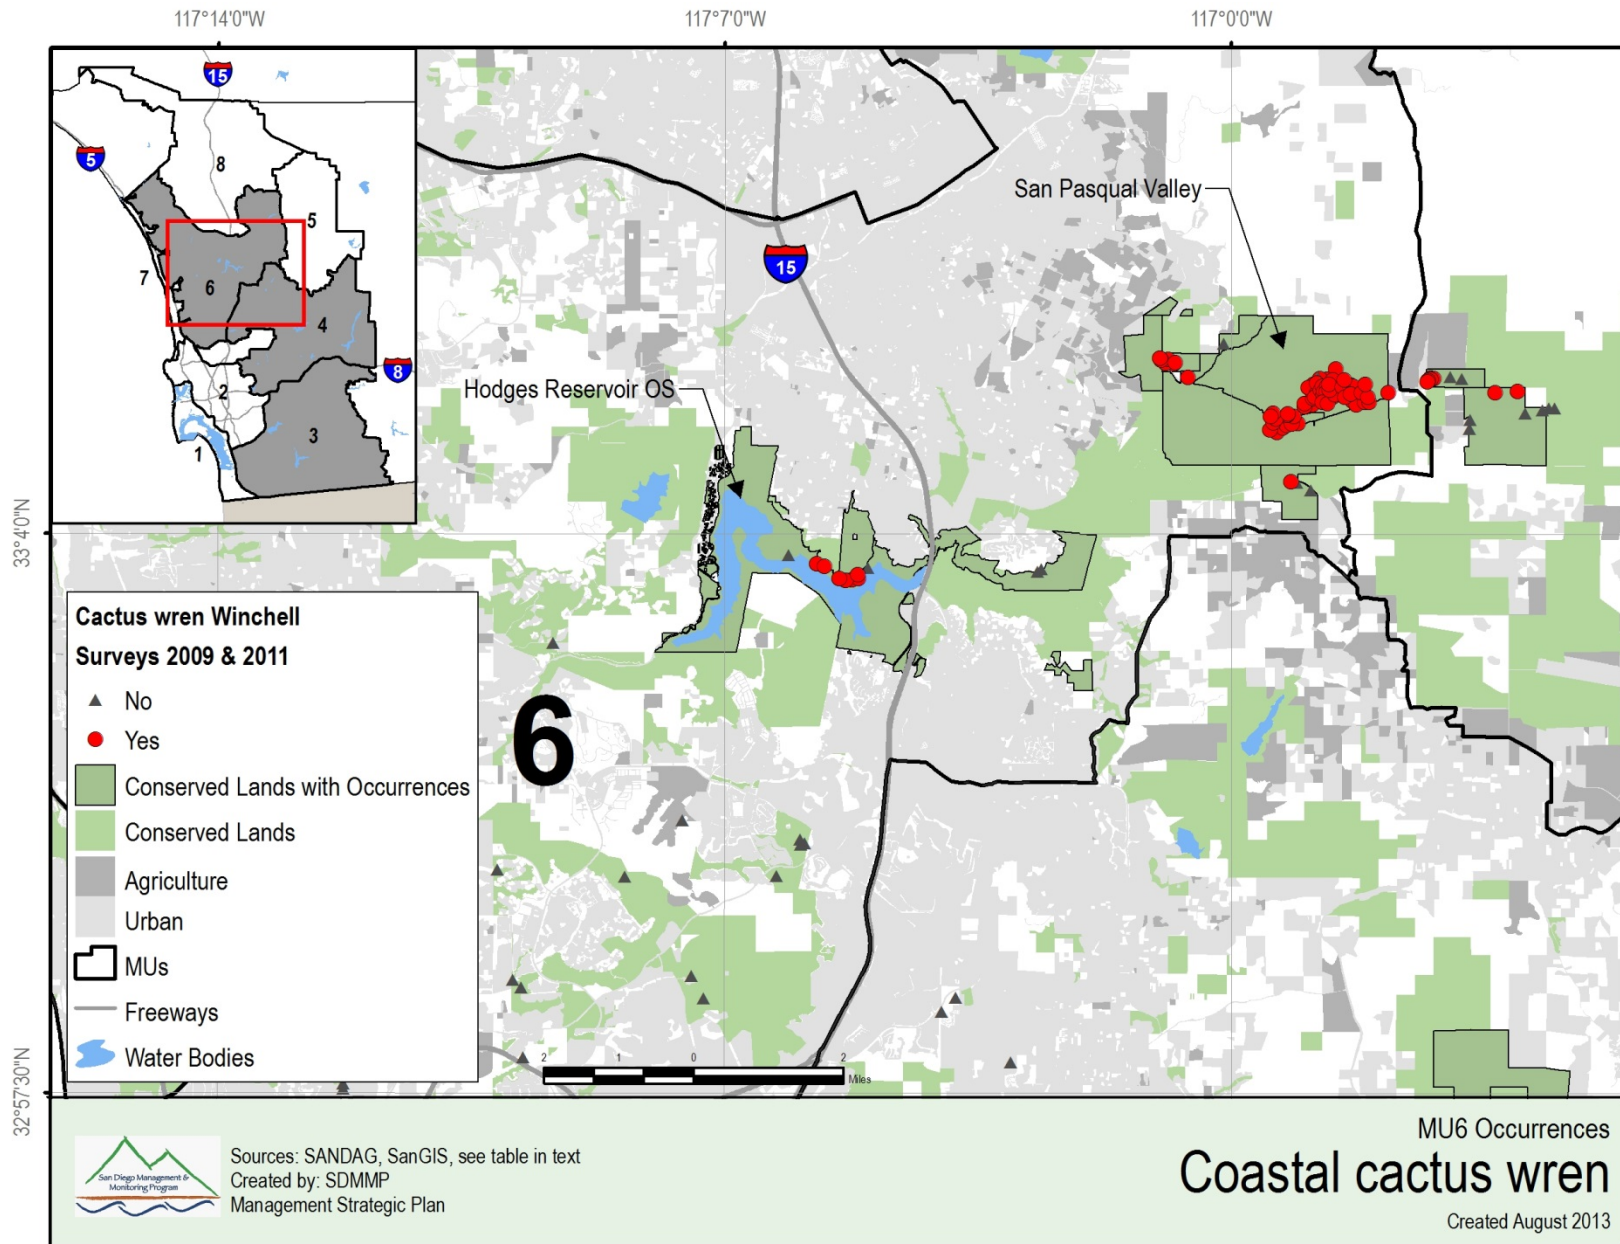 117°14'0"W
117°7'0"W
117°0'0"W
15
5
8
5
7
6
4
8
2
3
1
San Pasqual Valley
15
Hodges Reservoir OS
33°4'0"N
32°57'30"N
6
Cactus wren Winchell
Surveys 2009 & 2011
No
Yes
Conserved Lands with Occurrences
Conserved Lands
Agriculture
Urban
MUs
Freeways
Water Bodies
2 1 0 2
Miles
San Diego Management &
Monitoring Program
Sources: SANDAG, SanGIS, see table in text
Created by: SDMMP
Management Strategic Plan
MU6 Occurrences
Coastal cactus wren
Created August 2013